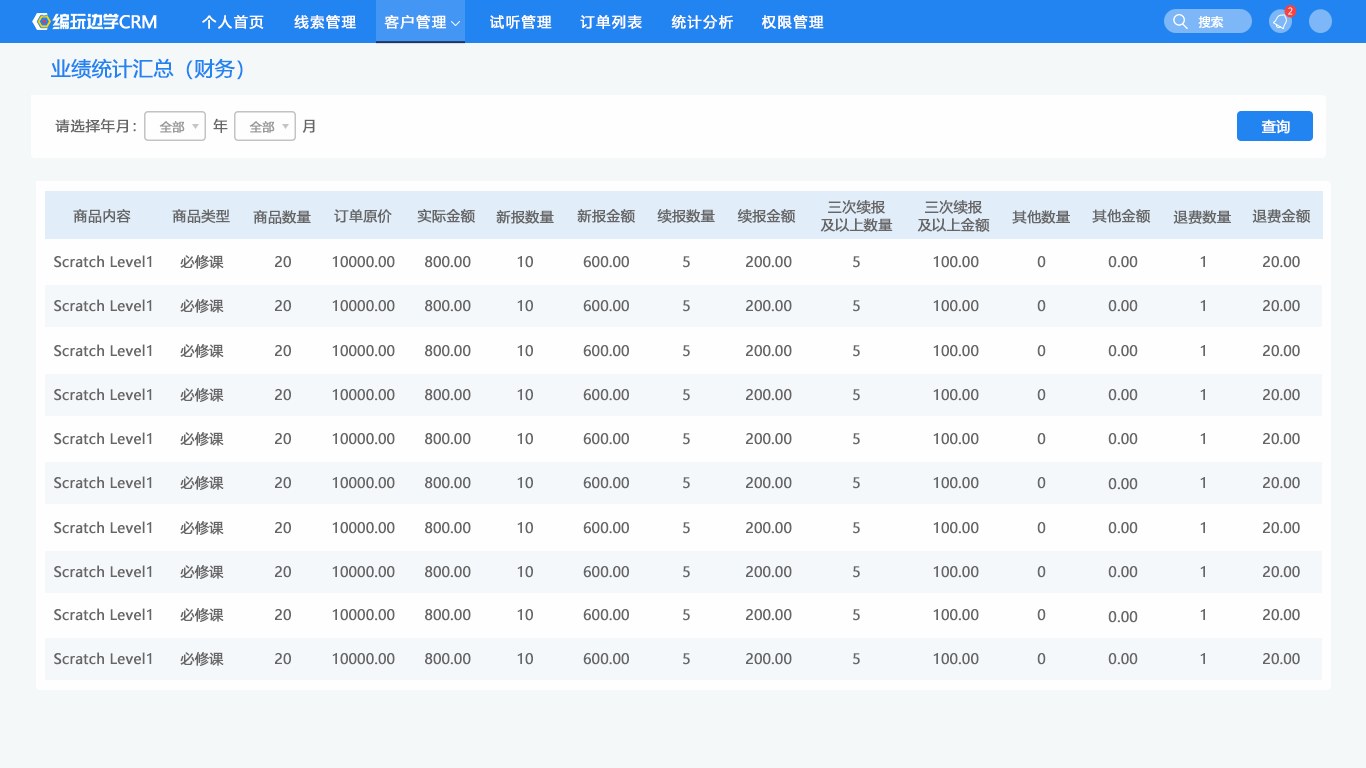 编玩边学CRM 个人首页 线索管理 客户管理 试听管理 订单列表 统计分析 权限管理 搜索 2
业绩统计汇总（财务）
请选择年月: 全部 年 全部 月 查询
商品内容 商品类型 商品数量 订单原价 实际金额 新报数量 新报金额 续报数量 续报金额 三次续报及以上数量 三次续报及以上金额 其他数量 其他金额 退费数量 退费金额
Scratch Level1 必修课 20 10000.00 800.00 10 600.00 5 200.00 5 100.00 0 0.00 1 20.00
Scratch Level1 必修课 20 10000.00 800.00 10 600.00 5 200.00 5 100.00 0 0.00 1 20.00
Scratch Level1 必修课 20 10000.00 800.00 10 600.00 5 200.00 5 100.00 0 0.00 1 20.00
Scratch Level1 必修课 20 10000.00 800.00 10 600.00 5 200.00 5 100.00 0 0.00 1 20.00
Scratch Level1 必修课 20 10000.00 800.00 10 600.00 5 200.00 5 100.00 0 0.00 1 20.00
Scratch Level1 必修课 20 10000.00 800.00 10 600.00 5 200.00 5 100.00 0 0.00 1 20.00
Scratch Level1 必修课 20 10000.00 800.00 10 600.00 5 200.00 5 100.00 0 0.00 1 20.00
Scratch Level1 必修课 20 10000.00 800.00 10 600.00 5 200.00 5 100.00 0 0.00 1 20.00
Scratch Level1 必修课 20 10000.00 800.00 10 600.00 5 200.00 5 100.00 0 0.00 1 20.00
Scratch Level1 必修课 20 10000.00 800.00 10 600.00 5 200.00 5 100.00 0 0.00 1 20.00